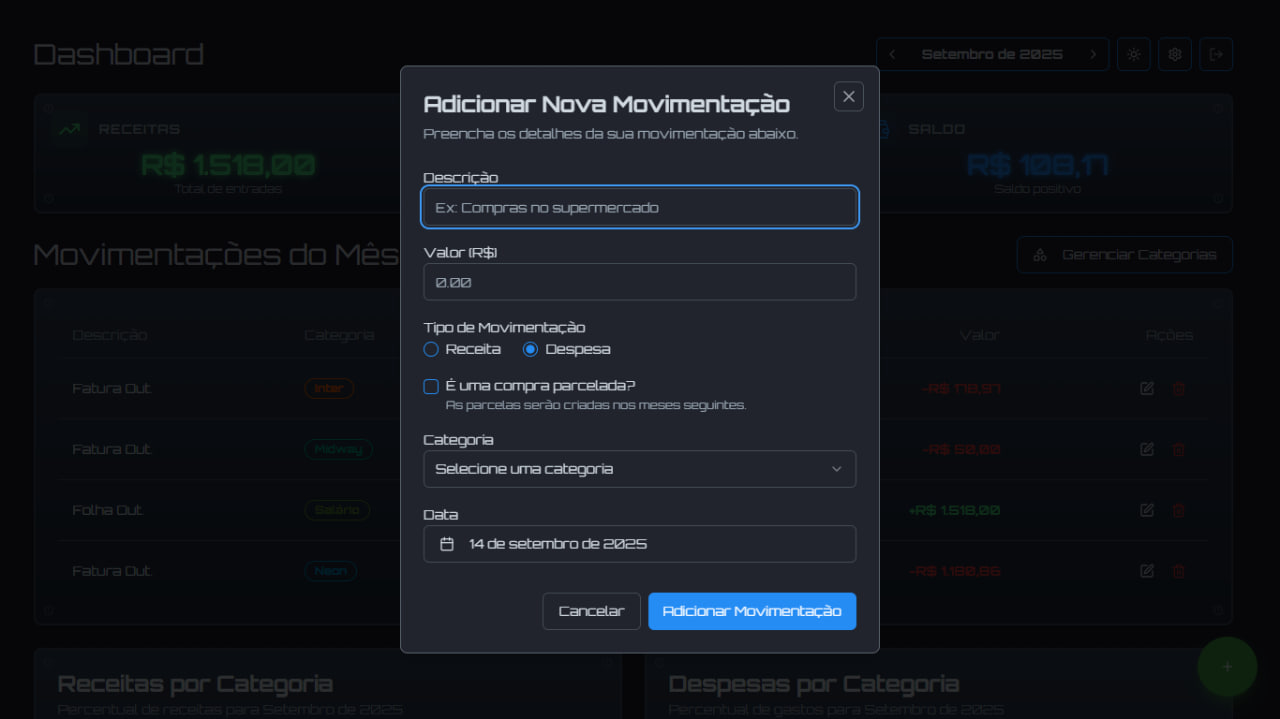 Dashboard
Setembro de 2025
RECEITAS
R$ 1.518,00
Total de entradas
SALDO
R$ 108,17
Saldo positivo
Movimentações do Mês
Gerenciar Categorias
Descrição Categoria Valor Ações
Fatura Out. Inter -R$ 178,97
Fatura Out. Midway -R$ 50,00
Folha Out. Salário +R$ 1.518,00
Fatura Out. Neon -R$ 1.180,86
Receitas por Categoria
Percentual de receitas para Setembro de 2025
Despesas por Categoria
Percentual de gastos para Setembro de 2025
Adicionar Nova Movimentação
Preencha os detalhes da sua movimentação abaixo.
Descrição
Ex: Compras no supermercado
Valor (R$)
0.00
Tipo de Movimentação
Receita Despesa
É uma compra parcelada?
As parcelas serão criadas nos meses seguintes.
Categoria
Selecione uma categoria
Data
14 de setembro de 2025
Cancelar Adicionar Movimentação